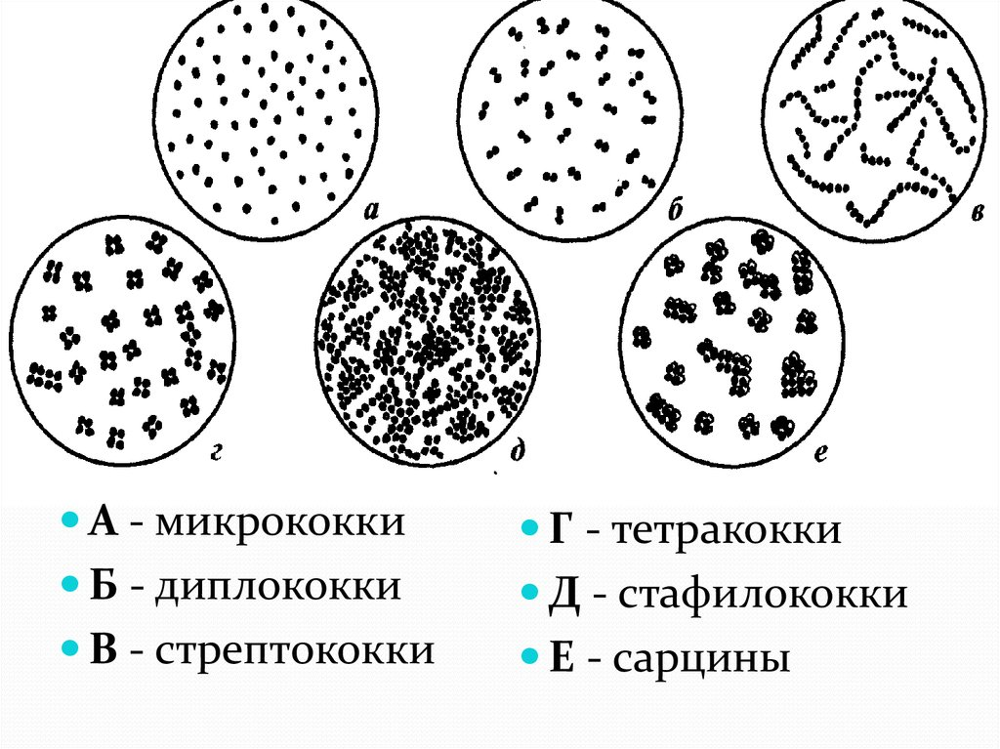 а
б
в
г
д
е
• А - микрококки
• Б - диплококки
• В - стрептококки
• Г - тетракокки
• Д - стафилококки
• Е - сарцины